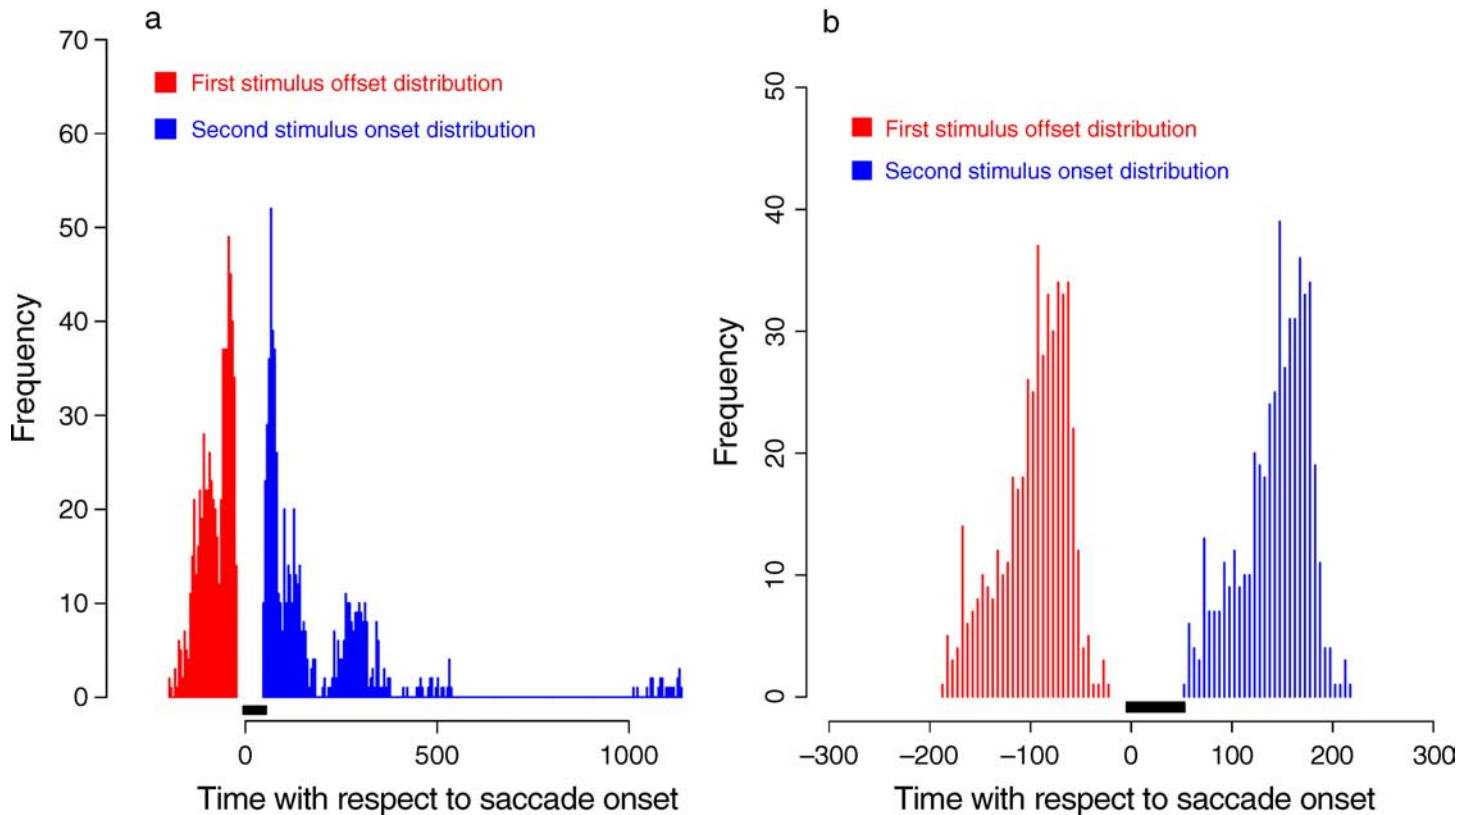 a
70
60
50
40
30
20
10
0
Frequency
First stimulus offset distribution
Second stimulus onset distribution
0 500 1000
Time with respect to saccade onset
b
50
40
30
20
10
0
Frequency
First stimulus offset distribution
Second stimulus onset distribution
−300 −200 −100 0 100 200 300
Time with respect to saccade onset